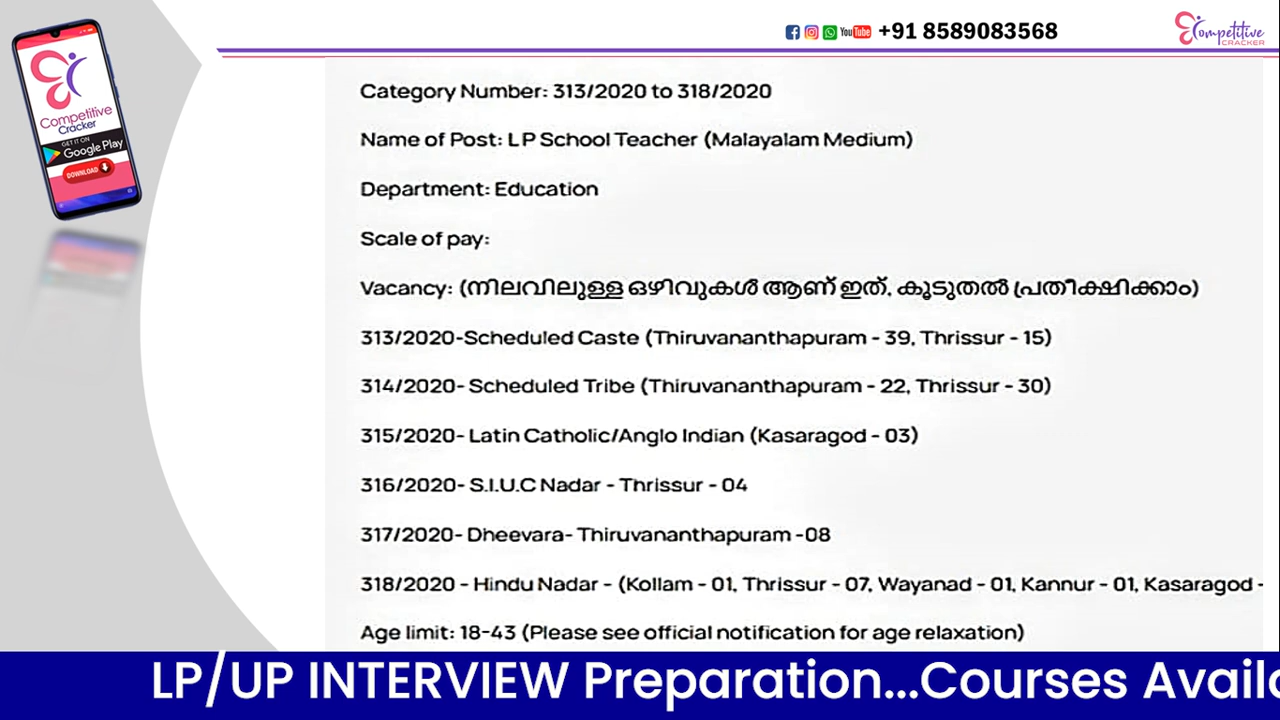 +91 8589083568
Competitive
CRACKER
YouTube
Competitive
Cracker
GET IT ON
Google Play
DOWNLOAD
Category Number: 313/2020 to 318/2020
Name of Post: LP School Teacher (Malayalam Medium)
Department: Education
Scale of pay:
Vacancy: (നിലവിലുള്ള ഒഴിവുകൾ ആണ് ഇത്, കൂടുതൽ പ്രതീക്ഷിക്കാം)
313/2020-Scheduled Caste (Thiruvananthapuram - 39, Thrissur - 15)
314/2020- Scheduled Tribe (Thiruvananthapuram - 22, Thrissur - 30)
315/2020- Latin Catholic/Anglo Indian (Kasaragod - 03)
316/2020- S.I.U.C Nadar - Thrissur - 04
317/2020- Dheevara- Thiruvananthapuram -08
318/2020 - Hindu Nadar - (Kollam - 01, Thrissur - 07, Wayanad - 01, Kannur - 01, Kasaragod -
Age limit: 18-43 (Please see official notification for age relaxation)
LP/UP INTERVIEW Preparation...Courses Availa